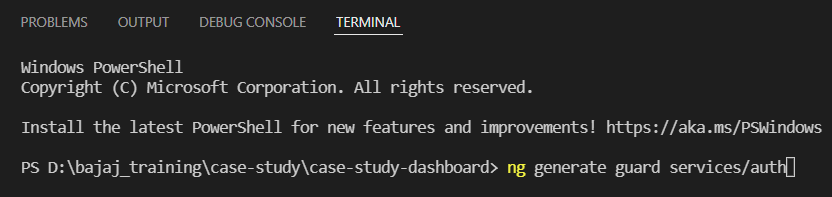 PROBLEMS OUTPUT DEBUG CONSOLE TERMINAL
Windows PowerShell
Copyright (C) Microsoft Corporation. All rights reserved.
Install the latest PowerShell for new features and improvements! https://aka.ms/PSWindows
PS D:\bajaj_training\case-study\case-study-dashboard> ng generate guard services/auth